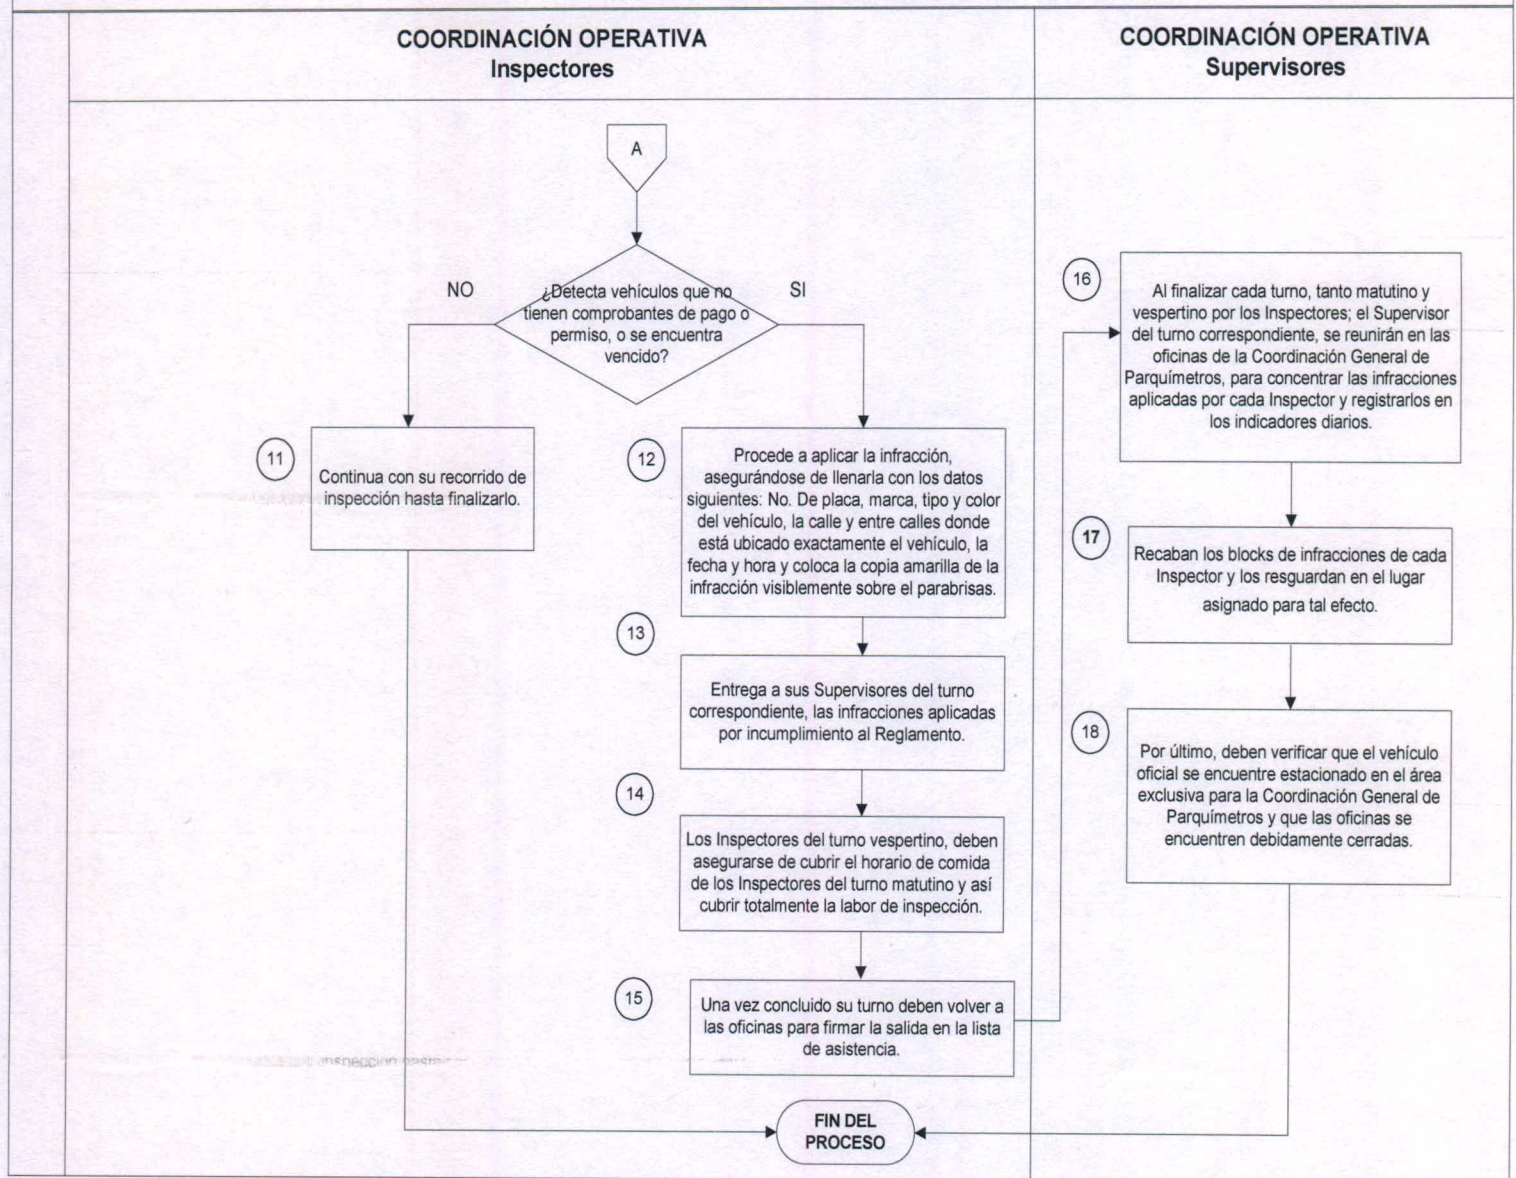 COORDINACIÓN OPERATIVA
Inspectores
COORDINACIÓN OPERATIVA
Supervisores
A
NO
¿Detecta vehículos que no
tienen comprobantes de pago o
permiso, o se encuentra
vencido?
SI
11
Continua con su recorrido de
inspección hasta finalizarlo.
12
Procede a aplicar la infracción,
asegurándose de llenarla con los datos
siguientes: No. De placa, marca, tipo y color
del vehículo, la calle y entre calles donde
está ubicado exactamente el vehículo, la
fecha y hora y coloca la copia amarilla de la
infracción visiblemente sobre el parabrisas.
13
Entrega a sus Supervisores del turno
correspondiente, las infracciones aplicadas
por incumplimiento al Reglamento.
14
Los Inspectores del turno vespertino, deben
asegurarse de cubrir el horario de comida
de los Inspectores del turno matutino y así
cubrir totalmente la labor de inspección.
15
Una vez concluido su turno deben volver a
las oficinas para firmar la salida en la lista
de asistencia.
16
Al finalizar cada turno, tanto matutino y
vespertino por los Inspectores; el Supervisor
del turno correspondiente, se reunirán en las
oficinas de la Coordinación General de
Parquímetros, para concentrar las infracciones
aplicadas por cada Inspector y registrarlos en
los indicadores diarios.
17
Recaban los blocks de infracciones de cada
Inspector y los resguardan en el lugar
asignado para tal efecto.
18
Por último, deben verificar que el vehículo
oficial se encuentre estacionado en el área
exclusiva para la Coordinación General de
Parquímetros y que las oficinas se
encuentren debidamente cerradas.
FIN DEL
PROCESO